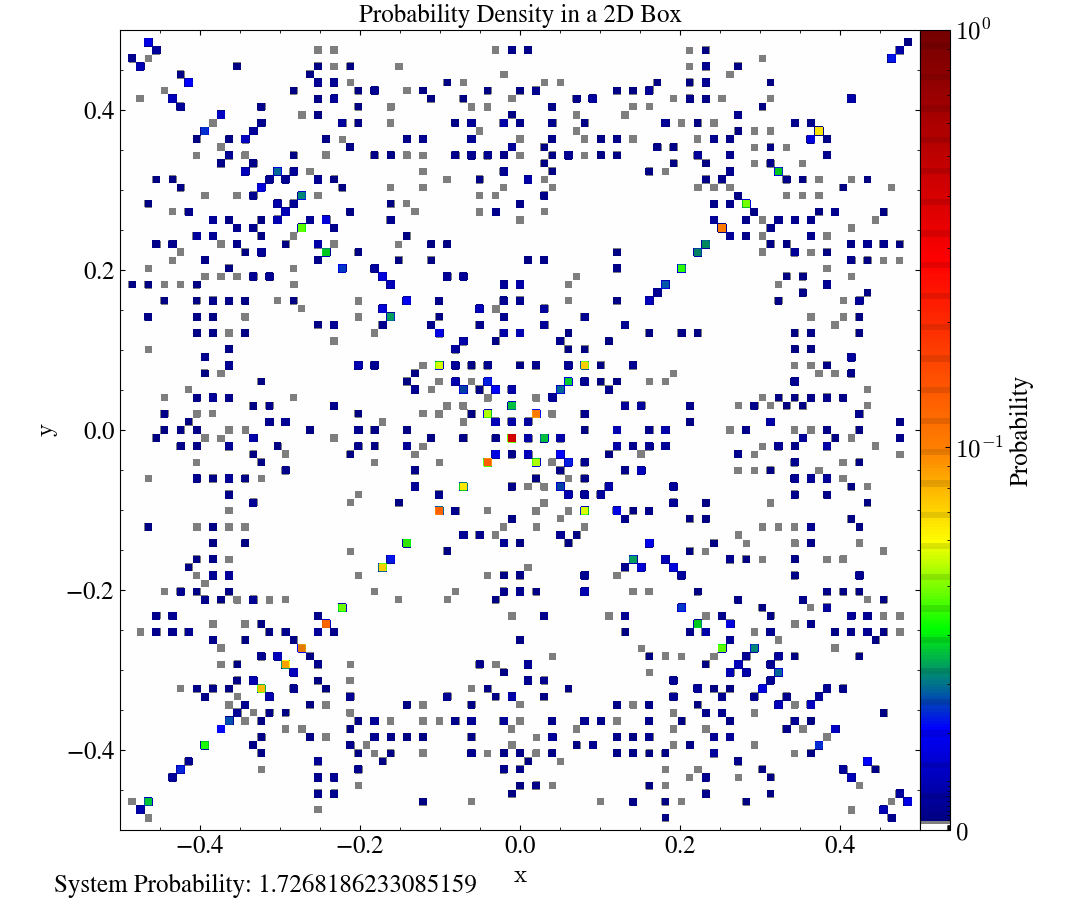 Probability Density in a 2D Box
10^0
0.4
0.2
y
0.0
10^−1
Probability
−0.2
−0.4
0
−0.4 −0.2 0.0 0.2 0.4
x
System Probability: 1.7268186233085159